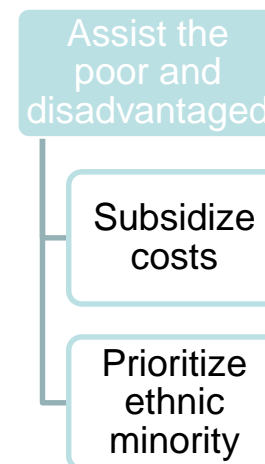 Assist the
poor and
disadvantaged
Subsidize
costs
Prioritize
ethnic
minority